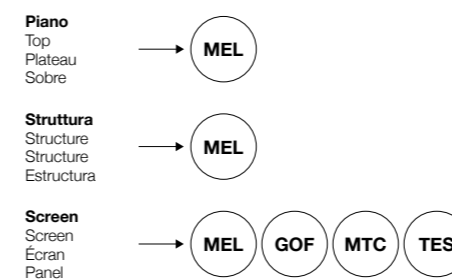 Piano
Top
Plateau
Sobre
MEL
Struttura
Structure
Structure
Estructura
MEL
Screen
Screen
Écran
Panel
MEL GOF MTC TES